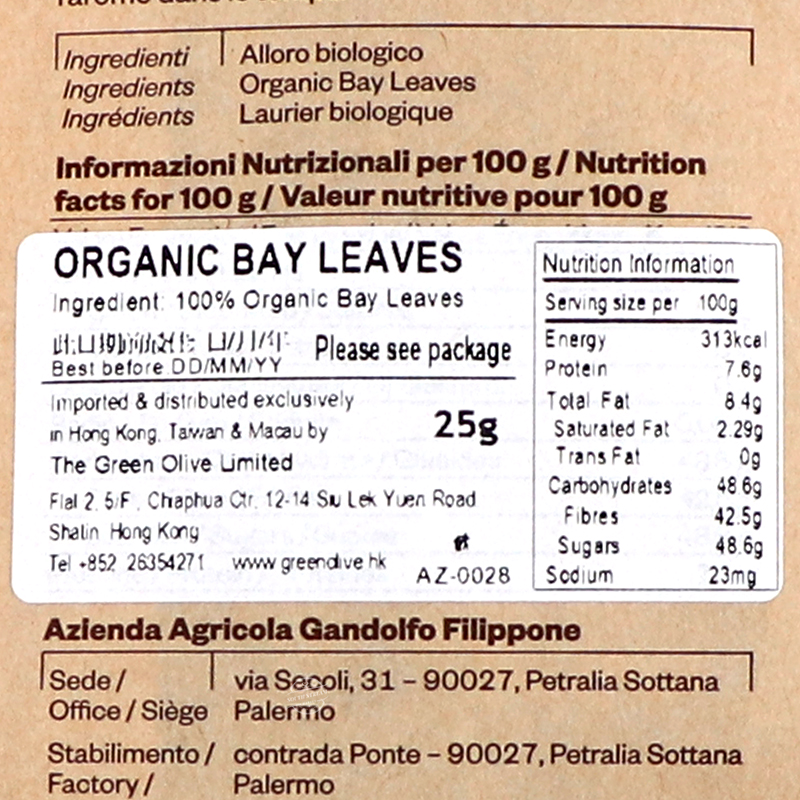 Ingredienti Alloro biologico
Ingredients Organic Bay Leaves
Ingrédients Laurier biologique
Informazioni Nutrizionali per 100 g / Nutrition
facts for 100 g / Valeur nutritive pour 100 g
ORGANIC BAY LEAVES
Ingredient: 100% Organic Bay Leaves
Best before DD/MM/YY Please see package
Imported & distributed exclusively
in Hong Kong, Taiwan & Macau by
25g
The Green Olive Limited
Flat 2, 5/F, Chiaphua Ctr, 12-14 Siu Lek Yuen Road
Shatin Hong Kong
Tel +852 26354271 www greenolive hk
AZ-0028
Nutrition Information
Serving size per 100g
Energy 313kcal
Protein 7.6g
Total Fat 8.4g
Saturated Fat 2.29g
Trans Fat 0g
Carbohydrates 48.6g
Fibres 42.5g
Sugars 48.6g
Sodium 23mg
Azienda Agricola Gandolfo Filippone
Sede / via Secoli, 31 – 90027, Petralia Sottana
Office / Siège Palermo
Stabilimento / contrada Ponte – 90027, Petralia Sottana
Factory / Palermo